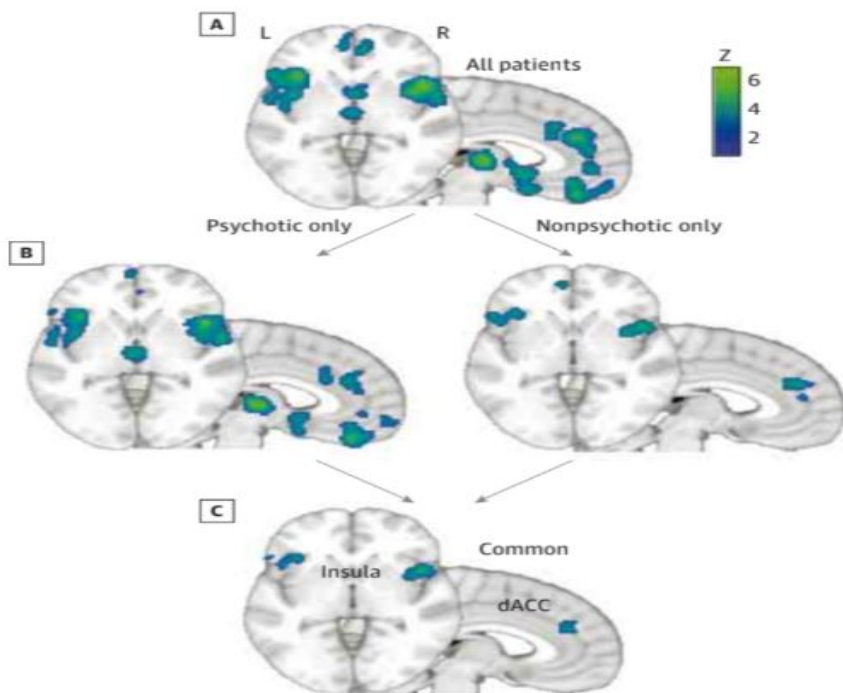 A
L
R
All patients
Z
6
4
2
Psychotic only
Nonpsychotic only
B
C
Common
Insula
dACC